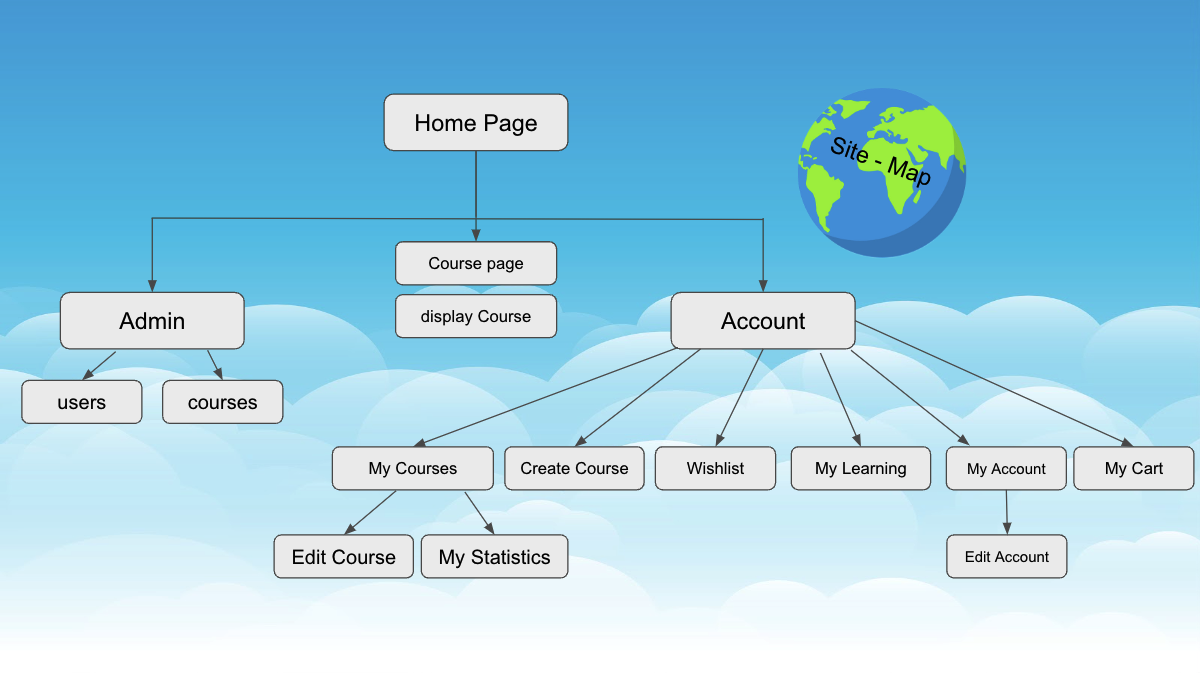 Home Page
Site - Map
Course page
display Course
Admin
Account
users
courses
My Courses
Create Course
Wishlist
My Learning
My Account
My Cart
Edit Course
My Statistics
Edit Account